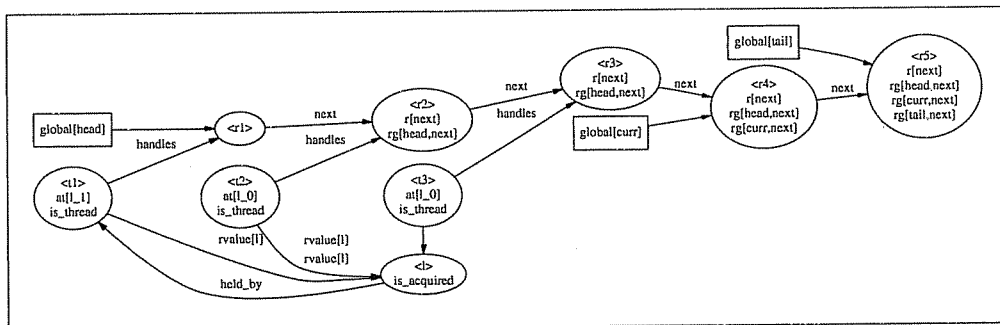 global[tail]
<r5>
r[next]
rg[head,next]
rg[curr,next]
rg[tail,next]
<r3>
r[next]
rg[head,next]
next
next
next
<r4>
r[next]
rg[head,next]
rg[curr,next]
<r2>
r[next]
rg[head,next]
next
handles
global[curr]
global[head]
<r1>
handles
handles
<t1>
at[l_1]
is_thread
<t2>
at[l_0]
is_thread
<t3>
at[l_0]
is_thread
rvalue[l]
rvalue[l]
rvalue[l]
held_by
<l>
is_acquired